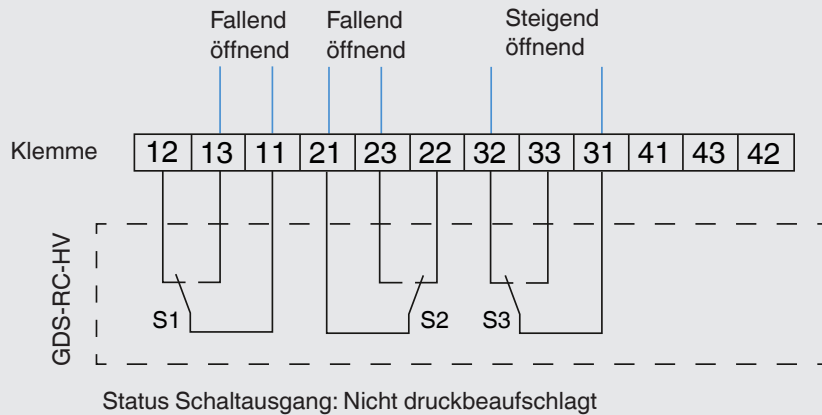 Fallend öffnend
Fallend öffnend
Steigend öffnend
Klemme 12 13 11 21 23 22 32 33 31 41 43 42
GDS-RC-HV
S1 S2 S3
Status Schaltausgang: Nicht druckbeaufschlagt